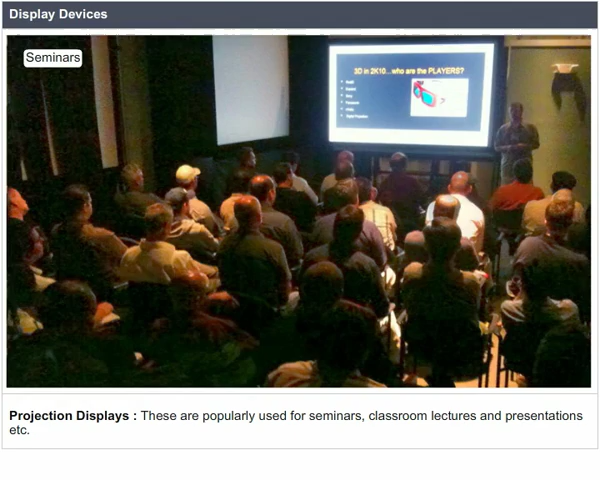 Display Devices
Seminars
3D in 2K10...who are the PLAYERS?
Projection Displays : These are popularly used for seminars, classroom lectures and presentations
etc.